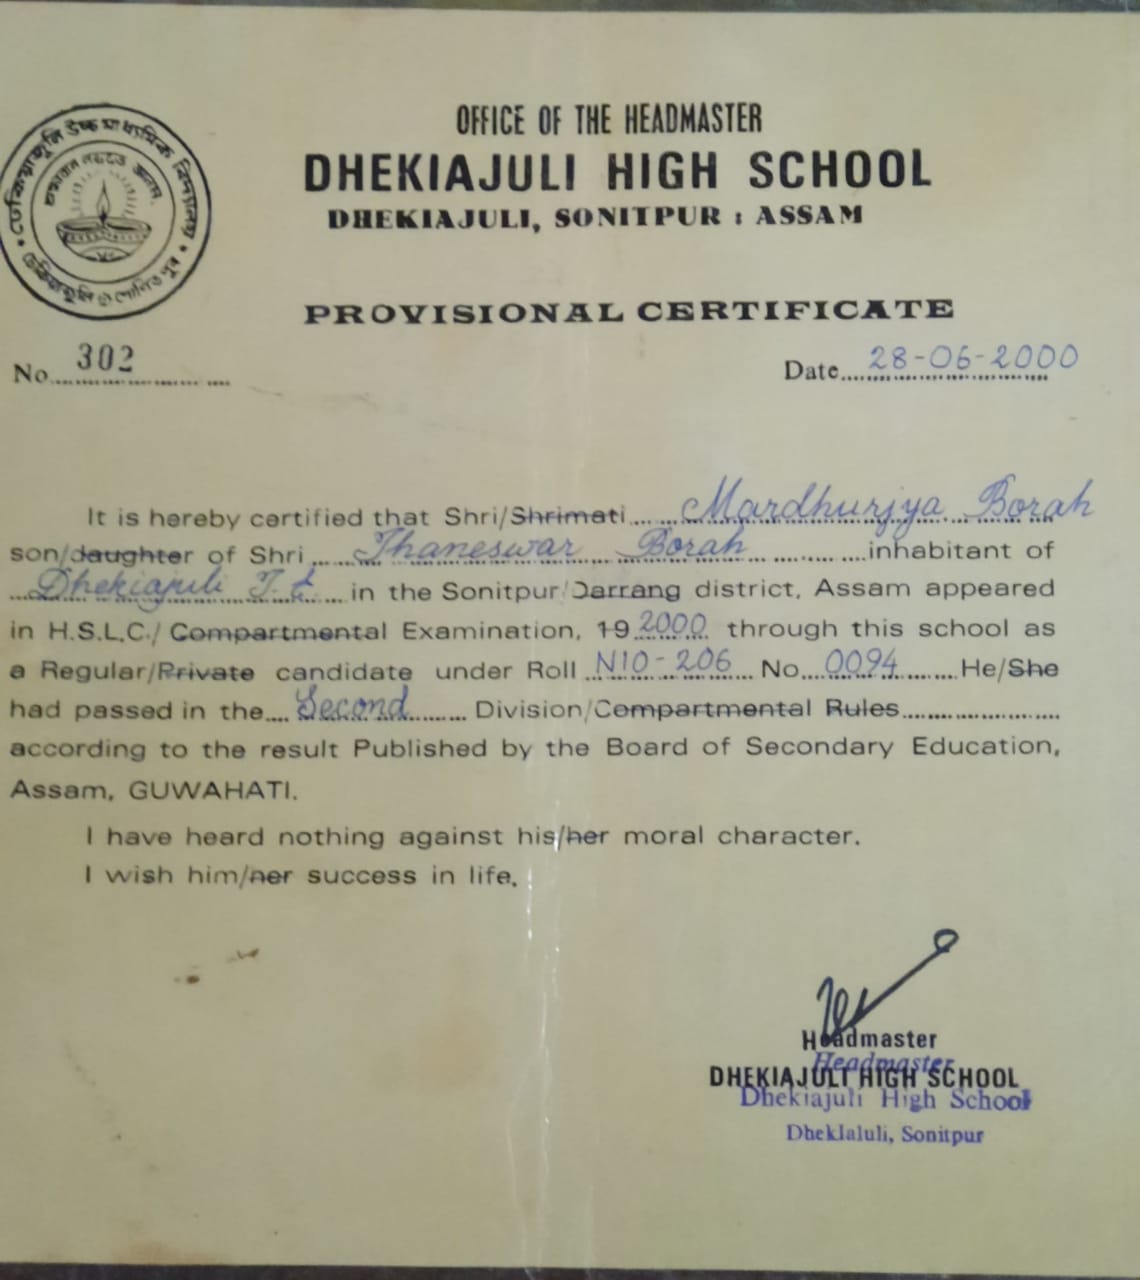 ঢেকিয়াজুলি উচ্চ মাধ্যমিক বিদ্যালয়
OFFICE OF THE HEADMASTER
DHEKIAJULI HIGH SCHOOL
DHEKIAJULI, SONITPUR : ASSAM
PROVISIONAL CERTIFICATE
No. 302
Date 28-06-2000
It is hereby certified that Shri/Shrimati Mardhurjya Borah
son/daughter of Shri Thaneswar Borah inhabitant of
Dhekiajuli T.E. in the Sonitpur/Darrang district, Assam appeared
in H.S.L.C./ Compartmental Examination, 19 2000 through this school as
a Regular/Private candidate under Roll N10-206 No. 0094 He/She
had passed in the Second Division/Compartmental Rules
according to the result Published by the Board of Secondary Education,
Assam, GUWAHATI.
I have heard nothing against his/her moral character.
I wish him/her success in life.
Headmaster
Headmaster
DHEKIAJULI HIGH SCHOOL
Dhekiajuli High School
Dheklaluli, Sonitpur